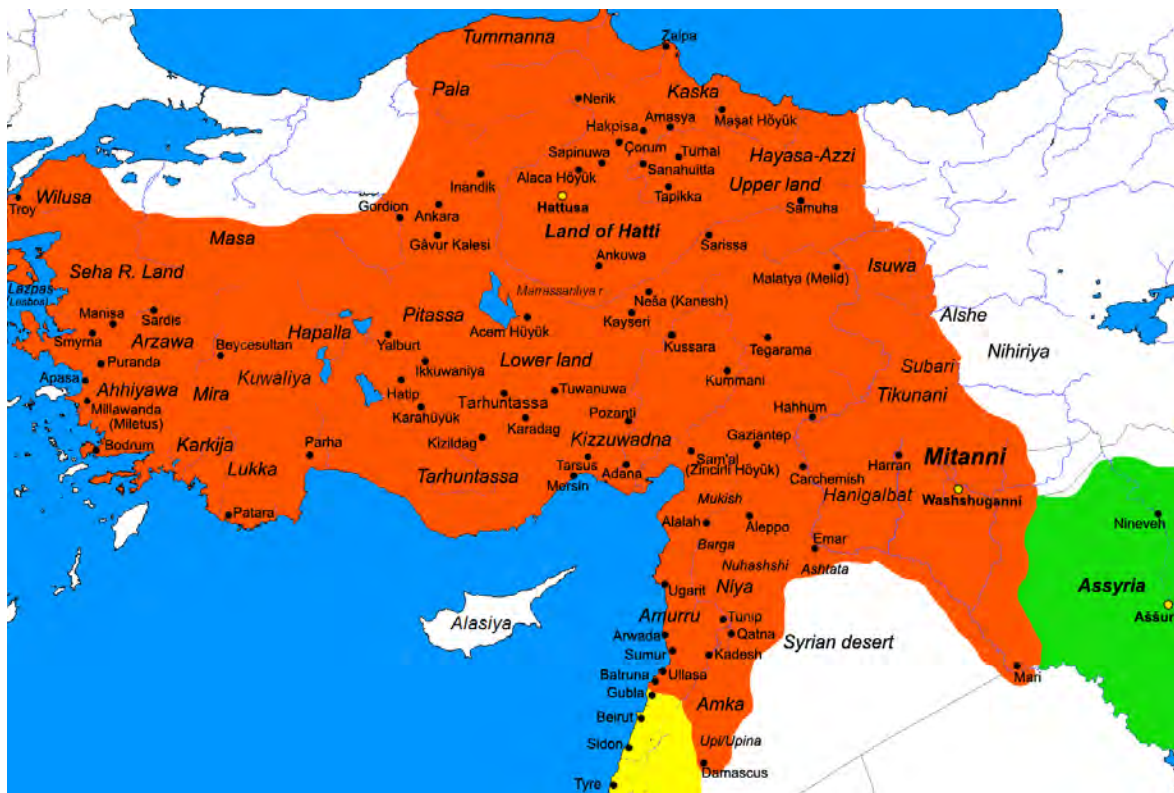 Tummanna
Zalpa
Pala
Kaska
Nerik
Amasya
Maşat Höyük
Hakpisa
Çorum
Turhal
Hayasa-Azzi
Sapinuwa
Sanahuitta
Alaca Höyük
Inandik
Upper land
Tapikka
Wilusa
Troy
Hattusa
Samuha
Gordion
Ankara
Masa
Gâvur Kalesi
Land of Hatti
Sarissa
Ankuwa
Isuwa
Seha R. Land
Malatya (Melid)
Lazpas
(Lesbos)
Marrassantiya r.
Neša (Kanesh)
Manisa
Sardis
Pitassa
Acem Hüyük
Kayseri
Alshe
Hapalla
Smyrna
Arzawa
Beycesultan
Yalburt
Kussara
Tegarama
Nihiriya
Puranda
Lower land
Ikkuwaniya
Subari
Apasa
Ahhiyawa
Mira
Kuwaliya
Hatip
Tuwanuwa
Kummani
Tikunani
Millawanda
(Miletus)
Karahüyük
Tarhuntassa
Karadag
Pozanti
Hahhum
Bodrum
Karkija
Parha
Kizildag
Kizzuwadna
Gaziantep
Lukka
Sam'al
(Zincini Höyük)
Harran
Mitanni
Tarhuntassa
Tarsus
Adana
Carchemish
Mersin
Hanigalbat
Washshuganni
Mukish
Patara
Alalah
Aleppo
Nineveh
Barga
Emar
Nuhashshi
Ashtata
Ugarit
Niya
Assyria
Amurru
Tunip
Aššur
Alasiya
Arwada
Qatna
Syrian desert
Sumur
Kadesh
Batruna
Ullasa
Mari
Gubla
Amka
Beirut
Sidon
Upi/Upina
Damascus
Tyre